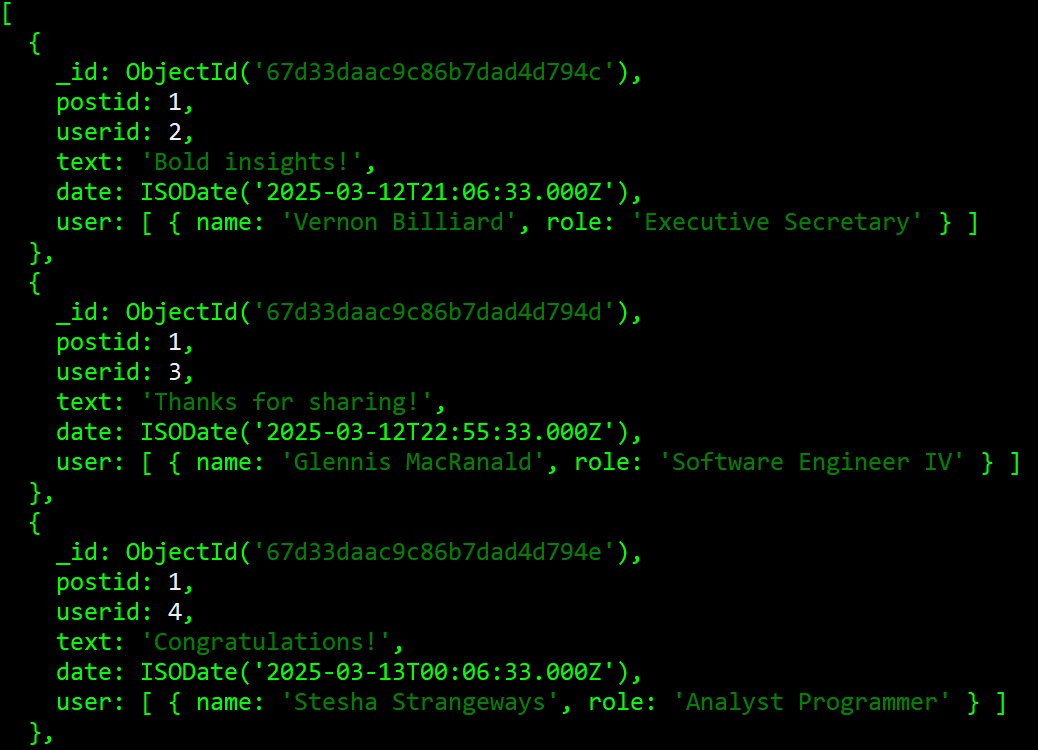 [
  {
    _id: ObjectId('67d33daac9c86b7dad4d794c'),
    postid: 1,
    userid: 2,
    text: 'Bold insights!',
    date: ISODate('2025-03-12T21:06:33.000Z'),
    user: [ { name: 'Vernon Billiard', role: 'Executive Secretary' } ]
  },
  {
    _id: ObjectId('67d33daac9c86b7dad4d794d'),
    postid: 1,
    userid: 3,
    text: 'Thanks for sharing!',
    date: ISODate('2025-03-12T22:55:33.000Z'),
    user: [ { name: 'Glennis MacRanald', role: 'Software Engineer IV' } ]
  },
  {
    _id: ObjectId('67d33daac9c86b7dad4d794e'),
    postid: 1,
    userid: 4,
    text: 'Congratulations!',
    date: ISODate('2025-03-13T00:06:33.000Z'),
    user: [ { name: 'Stesha Strangeways', role: 'Analyst Programmer' } ]
  },